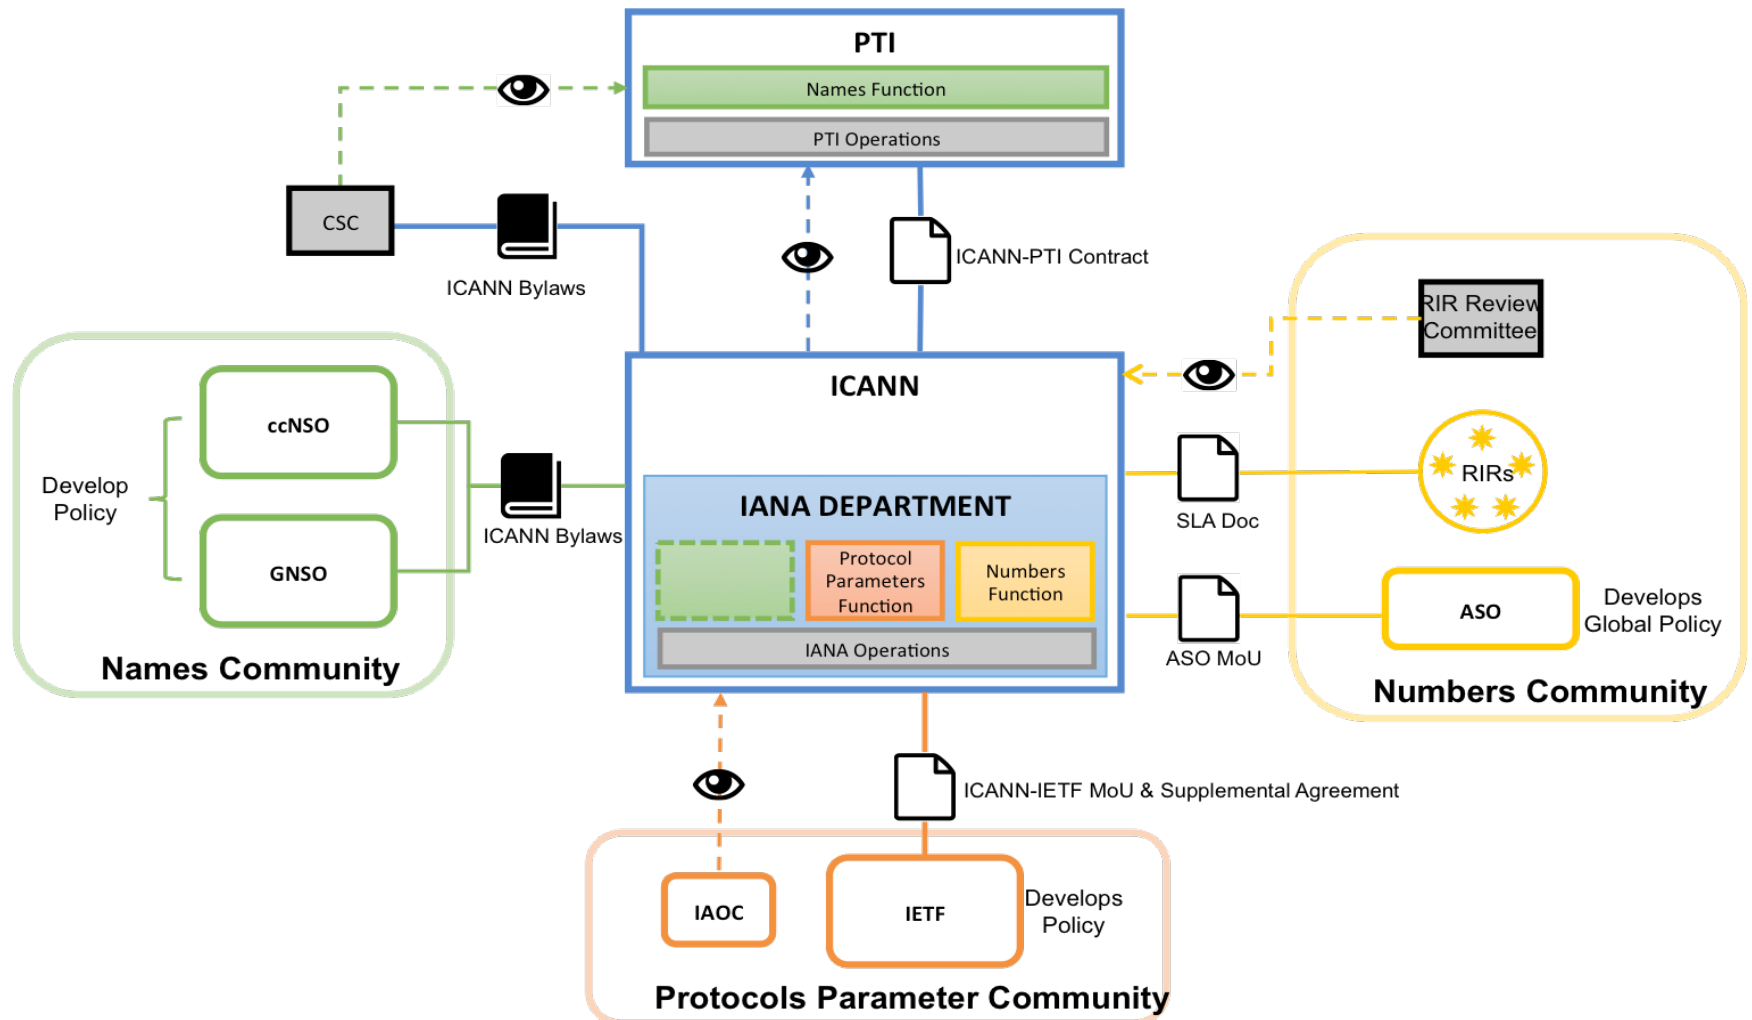 PTI
Names Function
PTI Operations
CSC
ICANN Bylaws
ICANN-PTI Contract
RIR Review
Committee
ICANN
ccNSO
Develop
Policy
GNSO
ICANN Bylaws
Names Community
IANA DEPARTMENT
Protocol
Parameters
Function
Numbers
Function
IANA Operations
RIRs
SLA Doc
ASO
Develops
Global Policy
ASO MoU
Numbers Community
ICANN-IETF MoU & Supplemental Agreement
IAOC
IETF
Develops
Policy
Protocols Parameter Community